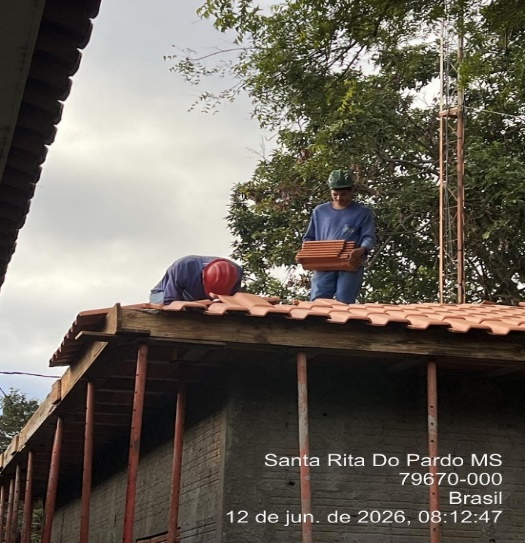 Santa Rita Do Pardo MS
79670-000
Brasil
12 de jun. de 2026, 08:12:47